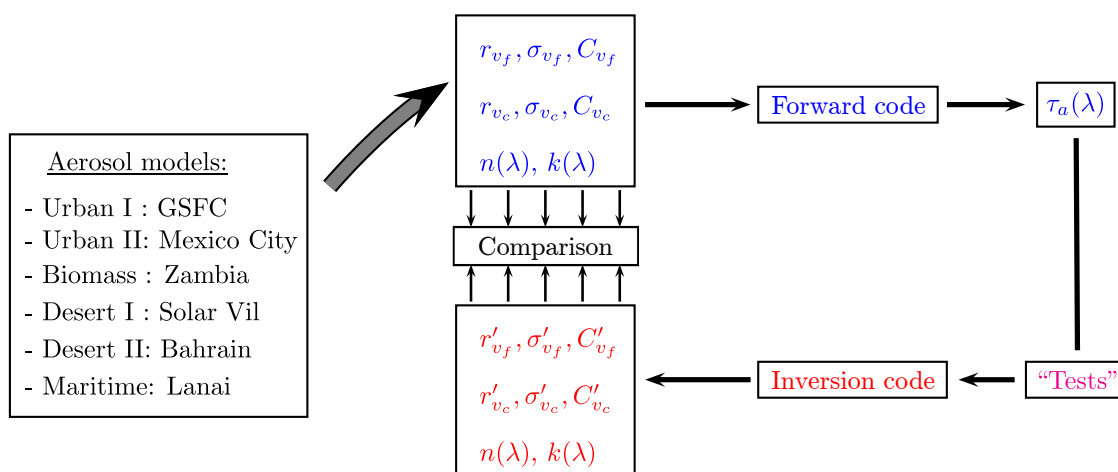 Aerosol models:
- Urban I : GSFC
- Urban II: Mexico City
- Biomass : Zambia
- Desert I : Solar Vil
- Desert II: Bahrain
- Maritime: Lanai
r_{v_f}, σ_{v_f}, C_{v_f}
r_{v_c}, σ_{v_c}, C_{v_c}
n(λ), k(λ)
Forward code
τ_a(λ)
Comparison
r′_{v_f}, σ′_{v_f}, C′_{v_f}
r′_{v_c}, σ′_{v_c}, C′_{v_c}
n(λ), k(λ)
Inversion code
“Tests”